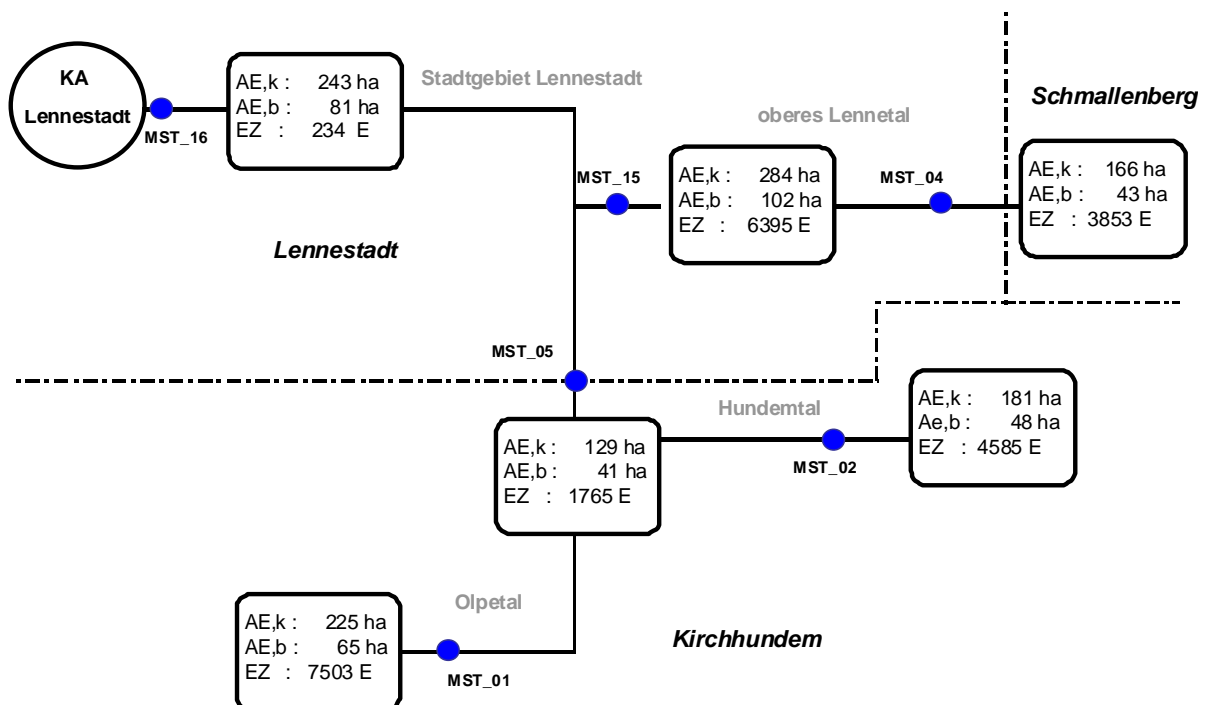 KA
Lennestadt
MST_16
AE,k : 243 ha
AE,b : 81 ha
EZ : 234 E
Stadtgebiet Lennestadt
oberes Lennetal
Schmallenberg
MST_15
AE,k : 284 ha
AE,b : 102 ha
EZ : 6395 E
MST_04
AE,k : 166 ha
AE,b : 43 ha
EZ : 3853 E
Lennestadt
MST_05
Hundemtal
AE,k : 181 ha
Ae,b : 48 ha
EZ : 4585 E
MST_02
AE,k : 129 ha
AE,b : 41 ha
EZ : 1765 E
Olpetal
AE,k : 225 ha
AE,b : 65 ha
EZ : 7503 E
MST_01
Kirchhundem